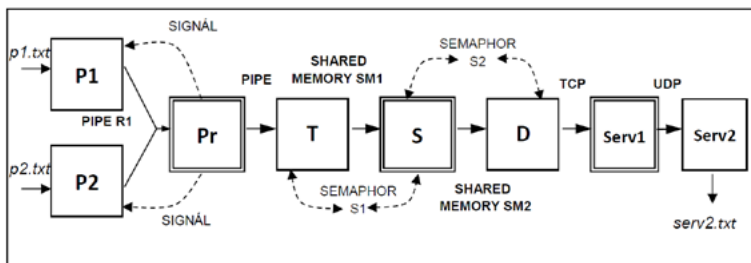 SIGNÁL
p1.txt
P1
PIPE R1
p2.txt
P2
SIGNÁL
Pr
PIPE
SHARED
MEMORY SM1
T
SEMAPHOR
S1
SEMAPHOR
S2
S
SHARED
MEMORY SM2
D
TCP
Serv1
UDP
Serv2
serv2.txt